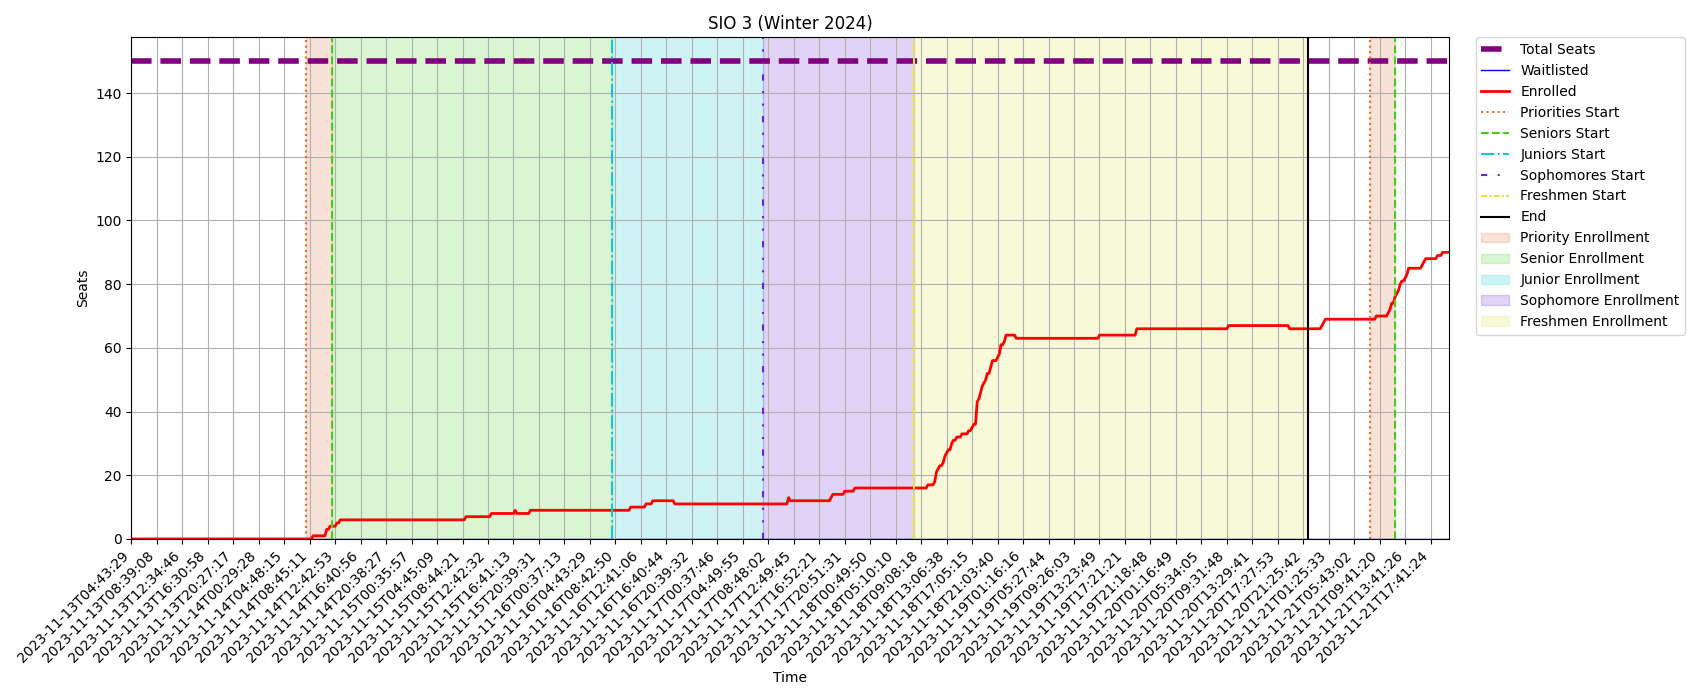 SIO 3 (Winter 2024)
Seats
140
120
100
80
60
40
20
0
2023-11-13T04:43:29
2023-11-13T08:39:08
2023-11-13T12:34:46
2023-11-13T16:30:58
2023-11-13T20:27:17
2023-11-14T00:29:28
2023-11-14T04:48:15
2023-11-14T08:45:11
2023-11-14T12:42:53
2023-11-14T16:40:56
2023-11-14T20:38:27
2023-11-15T00:35:57
2023-11-15T04:45:09
2023-11-15T08:44:21
2023-11-15T12:42:32
2023-11-15T16:41:13
2023-11-15T20:39:31
2023-11-16T00:37:13
2023-11-16T04:43:29
2023-11-16T08:42:50
2023-11-16T12:41:06
2023-11-16T16:40:44
2023-11-16T20:39:32
2023-11-17T00:37:46
2023-11-17T04:49:55
2023-11-17T08:48:02
2023-11-17T12:49:45
2023-11-17T16:52:21
2023-11-17T20:51:31
2023-11-18T00:49:50
2023-11-18T05:10:10
2023-11-18T09:08:18
2023-11-18T13:06:38
2023-11-18T17:05:15
2023-11-18T21:03:40
2023-11-19T01:16:16
2023-11-19T05:27:44
2023-11-19T09:26:03
2023-11-19T13:23:49
2023-11-19T17:21:21
2023-11-19T21:18:48
2023-11-20T01:16:49
2023-11-20T05:34:05
2023-11-20T09:31:48
2023-11-20T13:29:41
2023-11-20T17:27:53
2023-11-20T21:25:42
2023-11-21T01:25:33
2023-11-21T05:43:02
2023-11-21T09:41:20
2023-11-21T13:41:26
2023-11-21T17:41:24
Time
Total Seats
Waitlisted
Enrolled
Priorities Start
Seniors Start
Juniors Start
Sophomores Start
Freshmen Start
End
Priority Enrollment
Senior Enrollment
Junior Enrollment
Sophomore Enrollment
Freshmen Enrollment